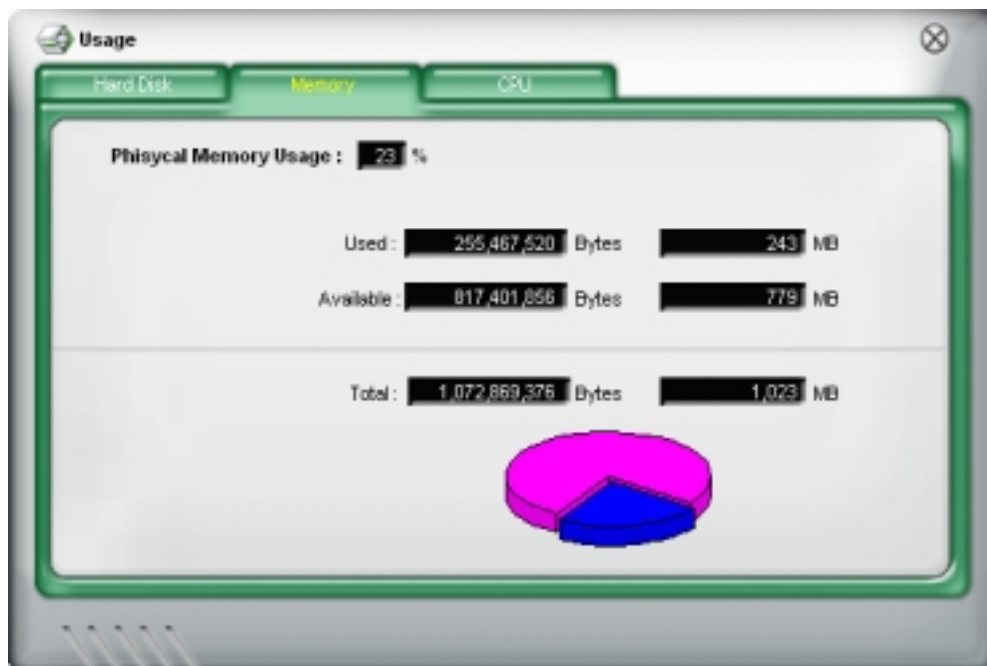 Usage
Hard Disk Memory CPU
Phisycal Memory Usage : 23 %
Used : 255,467,520 Bytes 243 MB
Available : 817,401,856 Bytes 779 MB
Total : 1,072,869,376 Bytes 1,023 MB